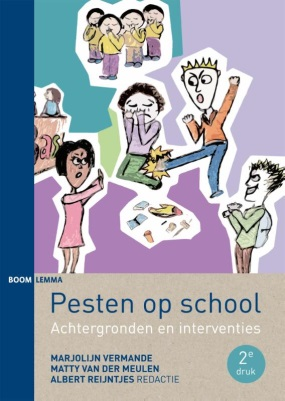 BOOM LEMMA
Pesten op school
Achtergronden en interventies
MARJOLIJN VERMANDE
MATTY VAN DER MEULEN
ALBERT REIJNTJES REDACTIE
2e
druk